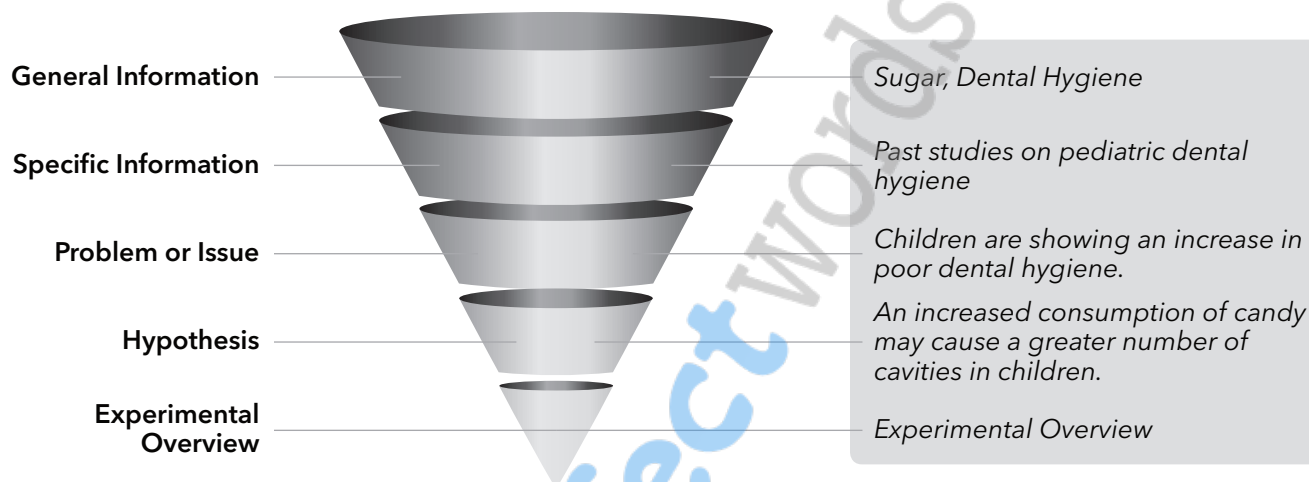 General Information
Sugar, Dental Hygiene
Specific Information
Past studies on pediatric dental
hygiene
Problem or Issue
Children are showing an increase in
poor dental hygiene.
Hypothesis
An increased consumption of candy
may cause a greater number of
cavities in children.
Experimental
Overview
Experimental Overview
ect words